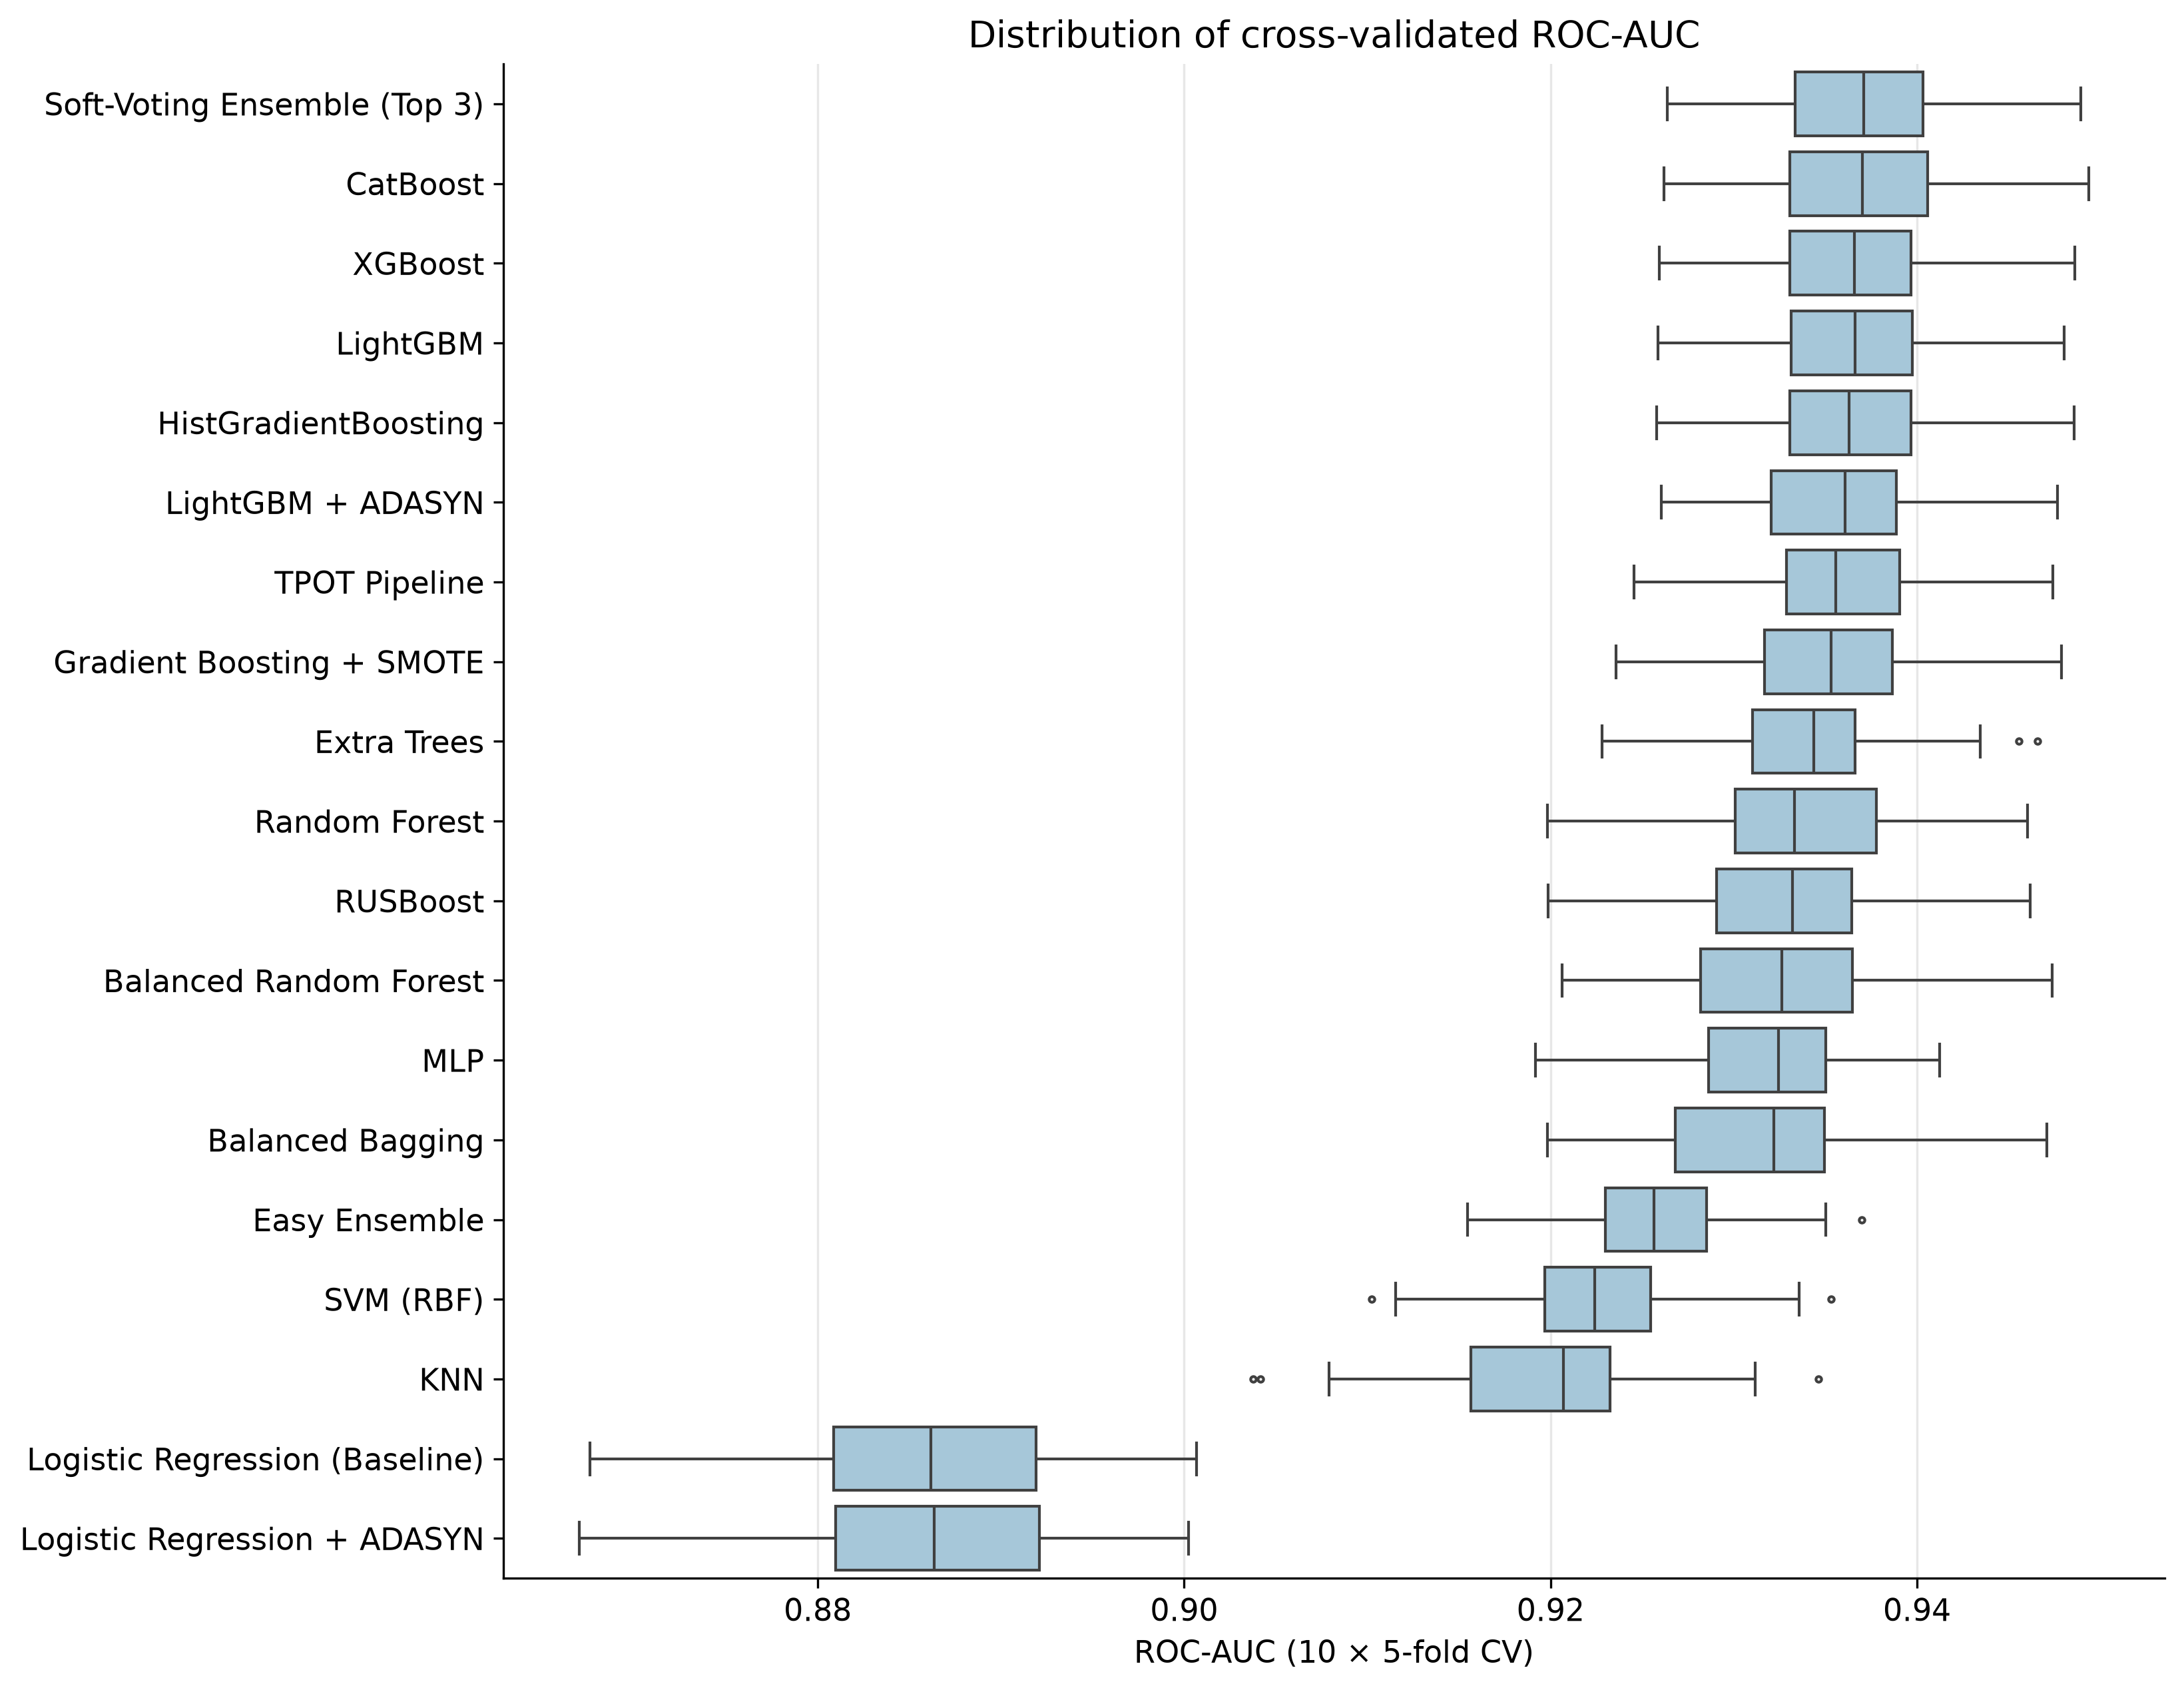 Distribution of cross-validated ROC-AUC
Soft-Voting Ensemble (Top 3)
CatBoost
XGBoost
LightGBM
HistGradientBoosting
LightGBM + ADASYN
TPOT Pipeline
Gradient Boosting + SMOTE
Extra Trees
Random Forest
RUSBoost
Balanced Random Forest
MLP
Balanced Bagging
Easy Ensemble
SVM (RBF)
KNN
Logistic Regression (Baseline)
Logistic Regression + ADASYN
0.88 0.90 0.92 0.94
ROC-AUC (10 × 5-fold CV)